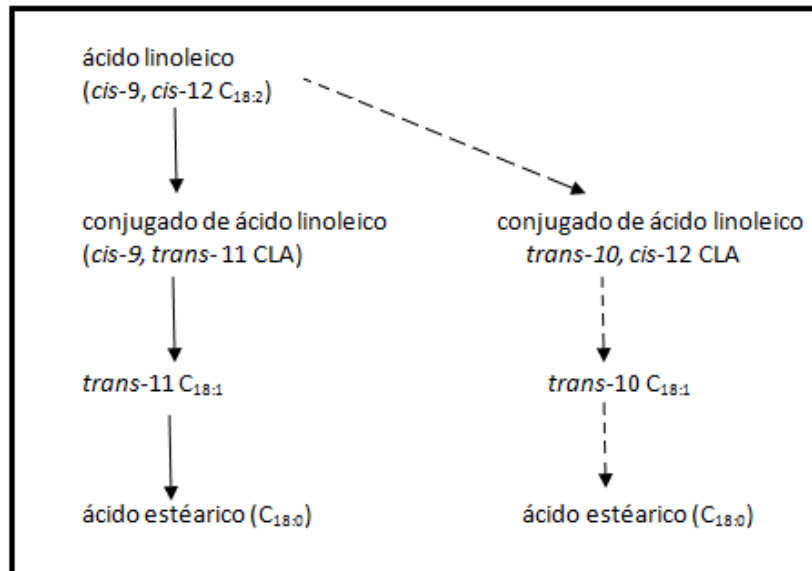 ácido linoleico
(cis-9, cis-12 C18:2)
conjugado de ácido linoleico
(cis-9, trans- 11 CLA)
conjugado de ácido linoleico
trans-10, cis-12 CLA
trans-11 C18:1
trans-10 C18:1
ácido estéarico (C18:0)
ácido estéarico (C18:0)